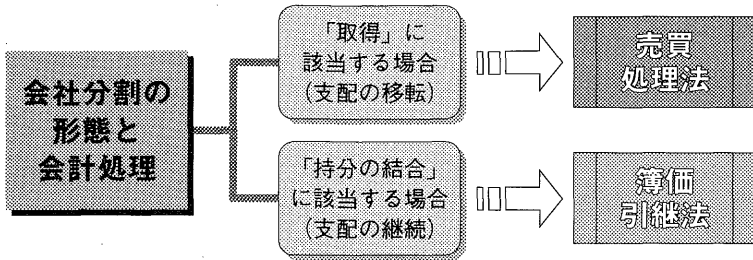 会社分割の
形態と
会計処理
「取得」に
該当する場合
（支配の移転）
売買
処理法
「持分の結合」
に該当する場合
（支配の継続）
簿価
引継法